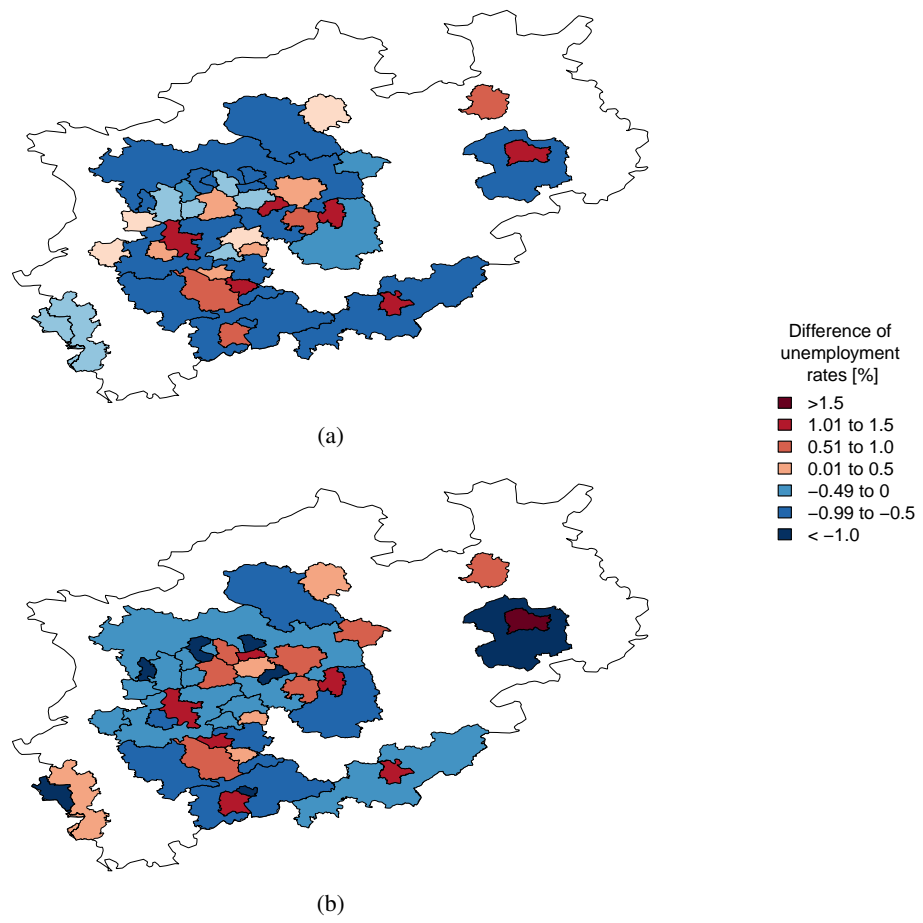 (a)
Difference of
unemployment
rates [%]
>1.5
1.01 to 1.5
0.51 to 1.0
0.01 to 0.5
−0.49 to 0
−0.99 to −0.5
< −1.0
(b)